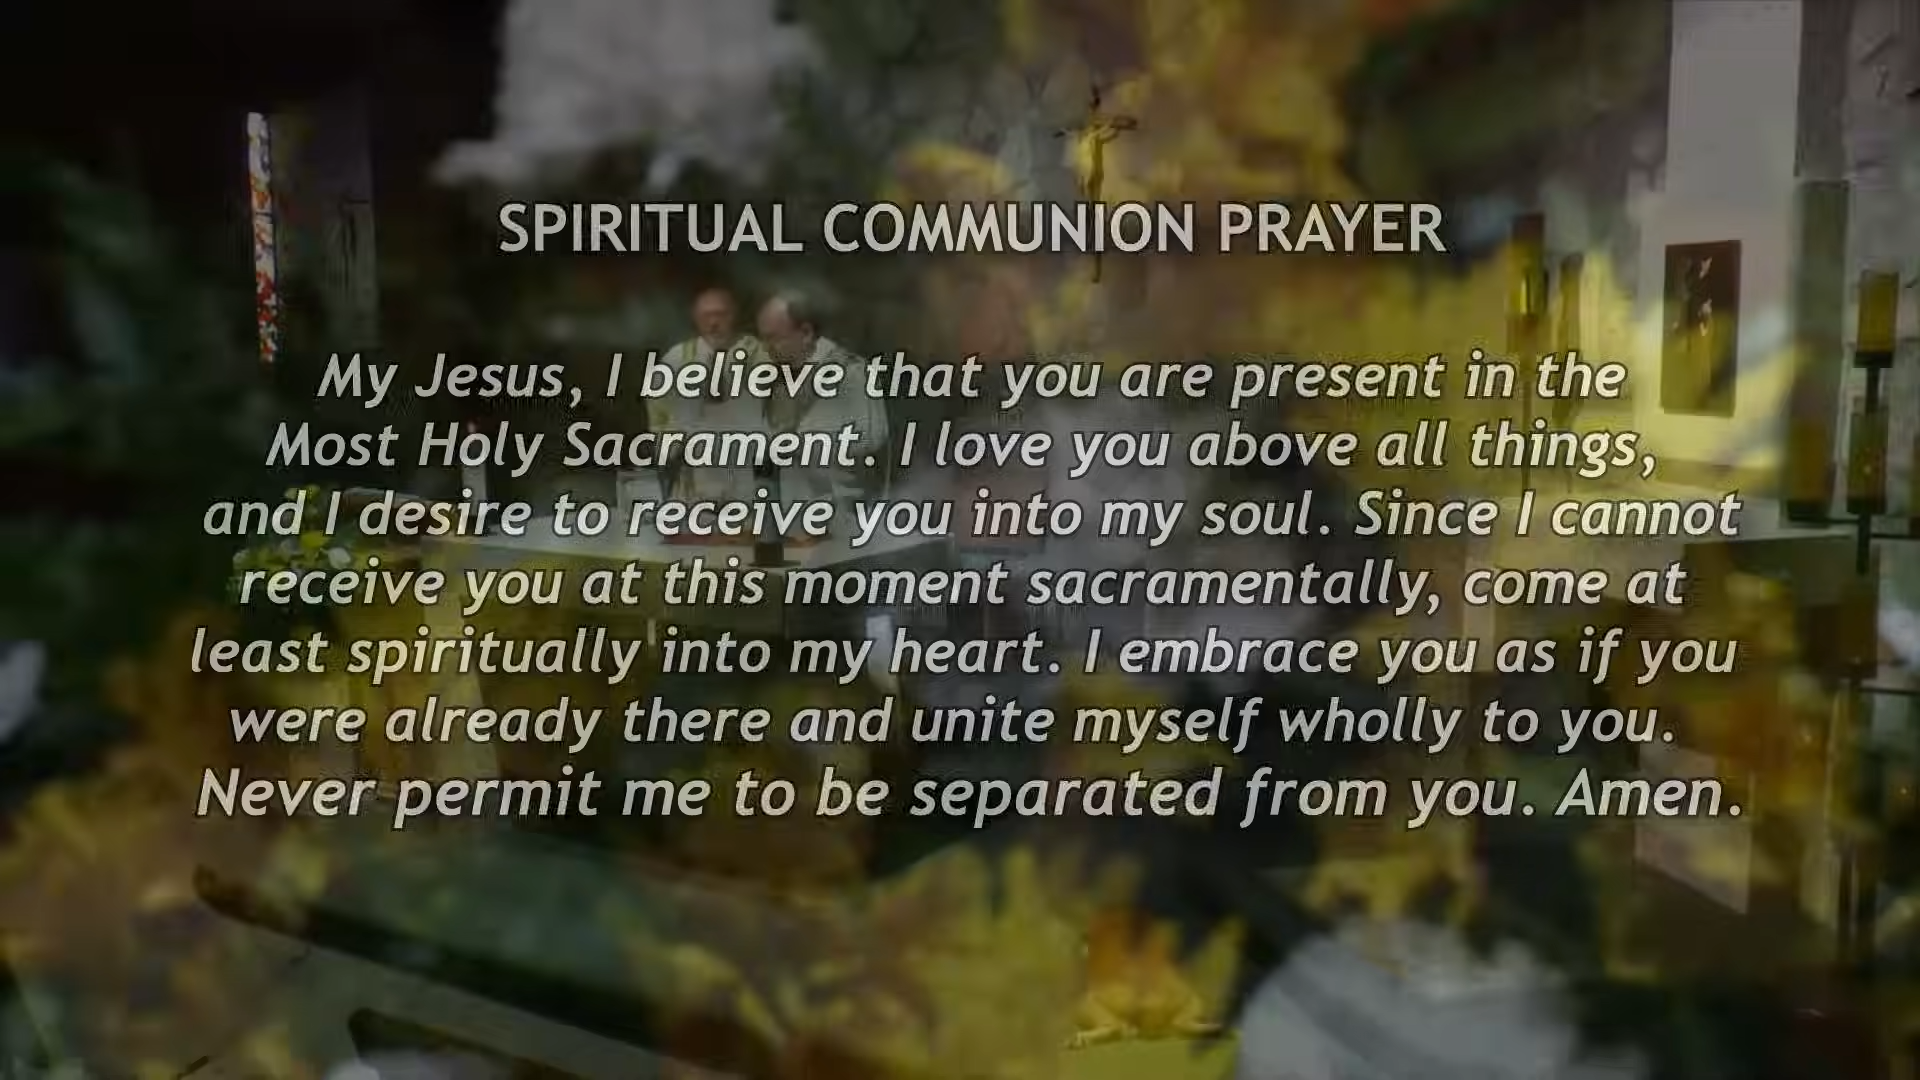 SPIRITUAL COMMUNION PRAYER
My Jesus, I believe that you are present in the
Most Holy Sacrament. I love you above all things,
and I desire to receive you into my soul. Since I cannot
receive you at this moment sacramentally, come at
least spiritually into my heart. I embrace you as if you
were already there and unite myself wholly to you.
Never permit me to be separated from you. Amen.